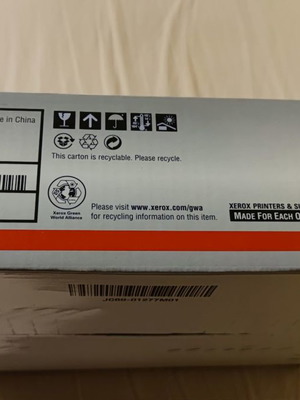 e in China
This carton is recyclable. Please recycle.
Xerox Green
World Alliance
Please visit www.xerox.com/gwa
for recycling information on this item.
XEROX PRINTERS & S
MADE FOR EACH O